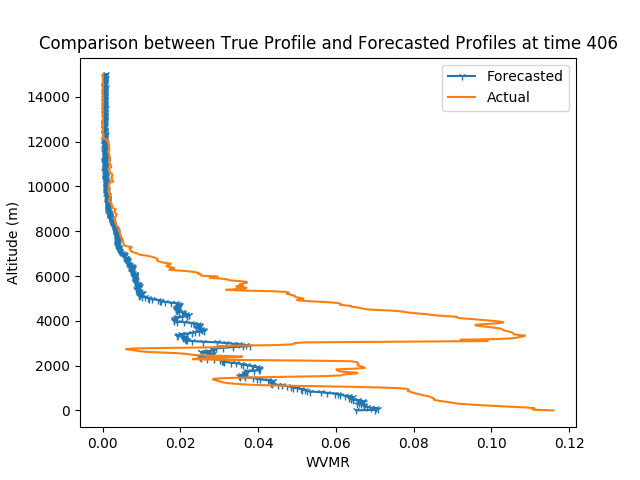 Comparison between True Profile and Forecasted Profiles at time 406
Forecasted
Actual
14000
12000
10000
8000
6000
4000
2000
0
Altitude (m)
0.00 0.02 0.04 0.06 0.08 0.10 0.12
WVMR